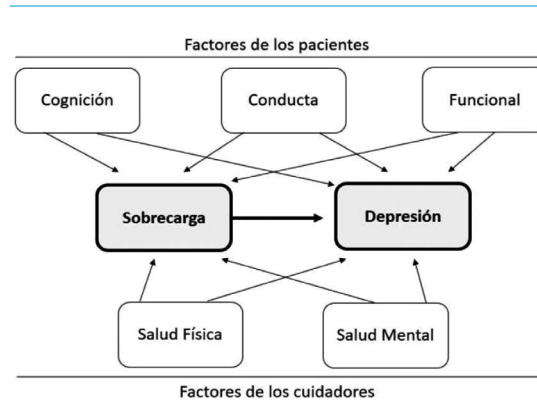 Factores de los pacientes
Cognición
Conducta
Funcional
Sobrecarga
Depresión
Salud Física
Salud Mental
Factores de los cuidadores